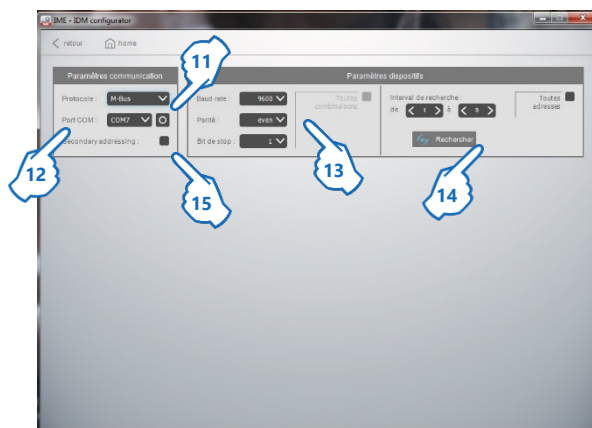 IME - IDM configurator
retour home
Paramètres communication
Paramètres dispositifs
Protocole : M-Bus
Port COM : COM7
Secondary addressing :
Baud rate : 9600
Parité : even
Bit de stop : 1
Toutes
combinaisons
Interval de recherche :
de 1 à 5
Toutes
adresses
Rechercher
11
12
13
14
15